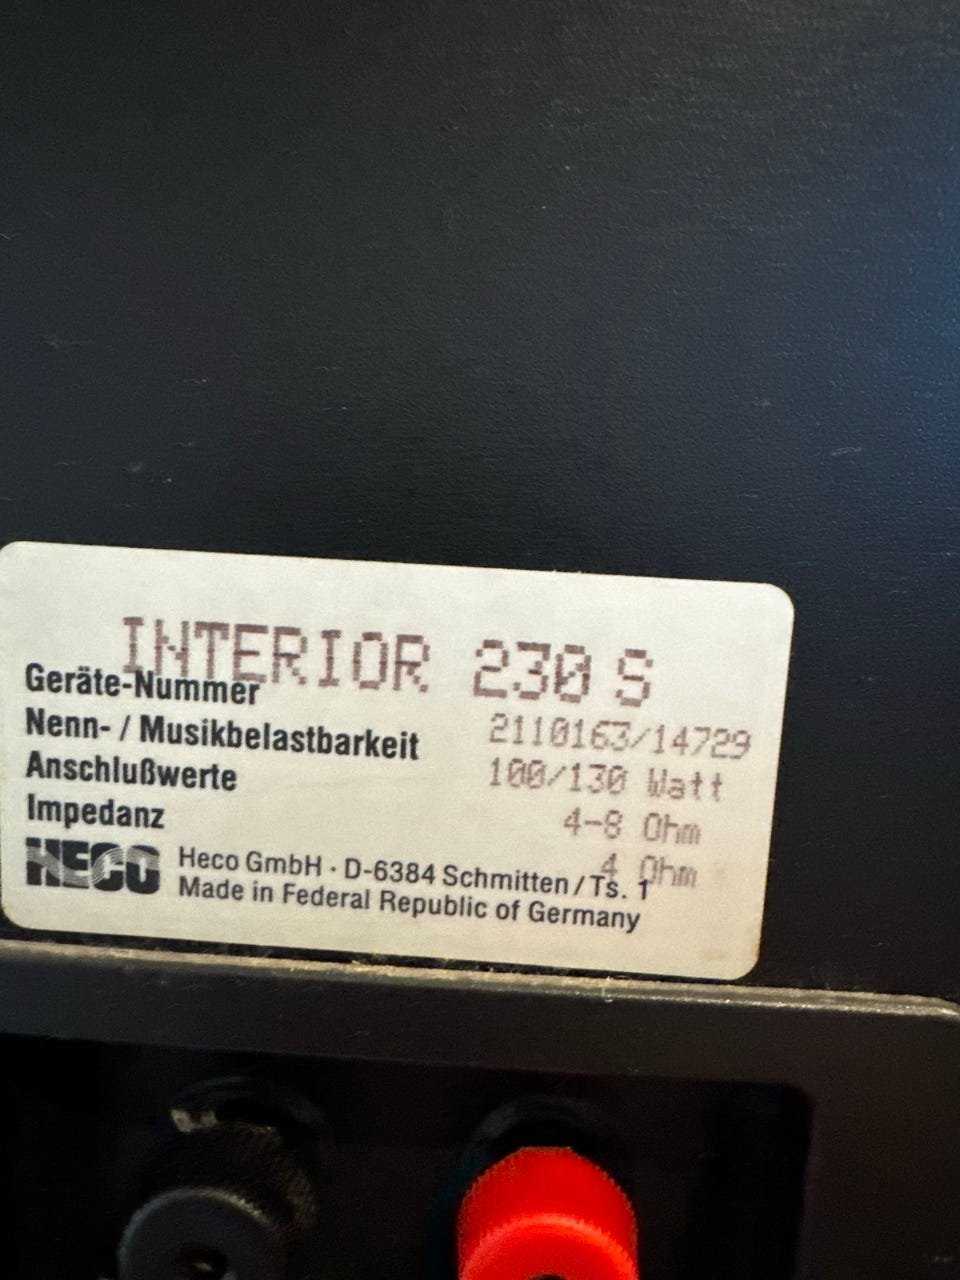 INTERIOR 230 S
Geräte-Nummer 2110163/14729
Nenn- / Musikbelastbarkeit 100/130 Watt
Anschlußwerte 4-8 Ohm
Impedanz 4 Ohm
HECO Heco GmbH · D-6384 Schmitten/Ts. 1
Made in Federal Republic of Germany